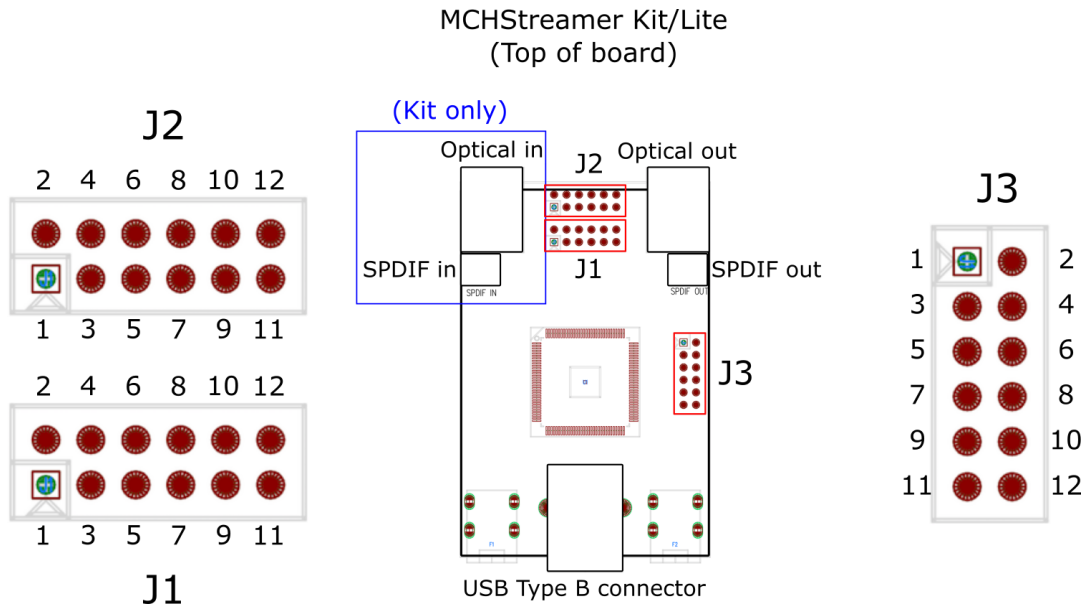 MCHStreamer Kit/Lite
(Top of board)
(Kit only)
J2
2 4 6 8 10 12
1 3 5 7 9 11
2 4 6 8 10 12
1 3 5 7 9 11
J1
Optical in
J2
Optical out
J1
SPDIF in
SPDIF out
SPDIF IN
SPDIF OUT
J3
F1
F2
USB Type B connector
J3
1 2
3 4
5 6
7 8
9 10
11 12